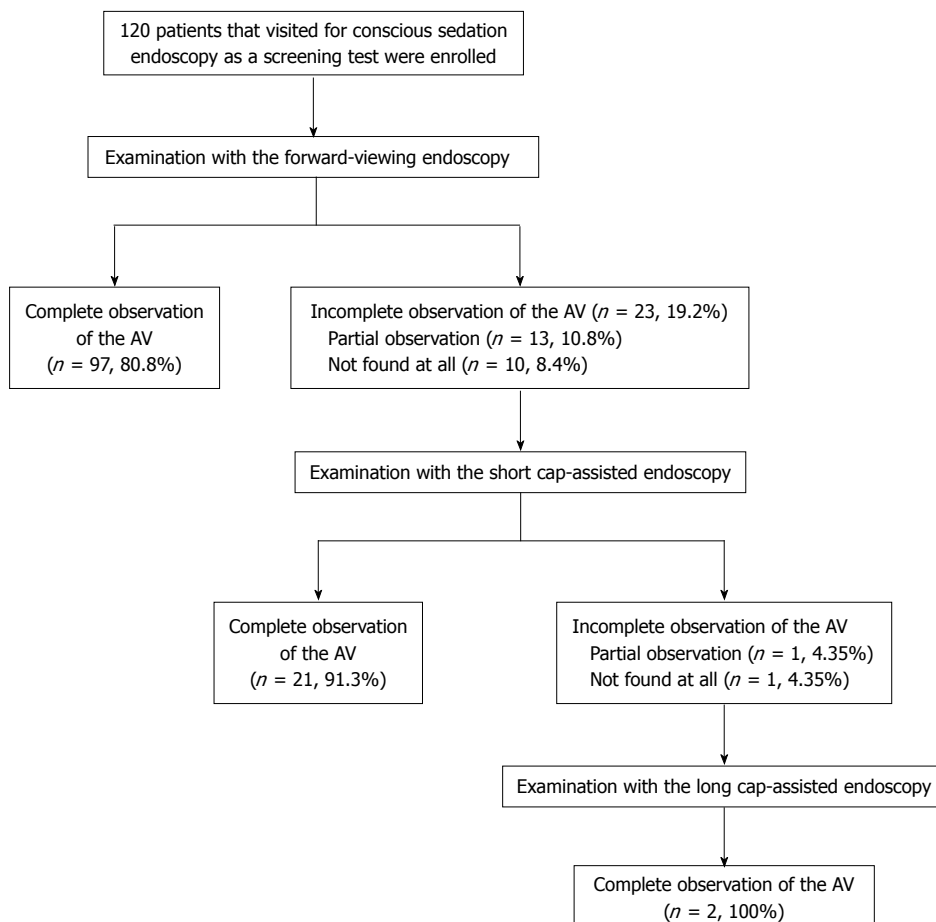 120 patients that visited for conscious sedation
endoscopy as a screening test were enrolled
Examination with the forward-viewing endoscopy
Complete observation
of the AV
(n = 97, 80.8%)
Incomplete observation of the AV (n = 23, 19.2%)
Partial observation (n = 13, 10.8%)
Not found at all (n = 10, 8.4%)
Examination with the short cap-assisted endoscopy
Complete observation
of the AV
(n = 21, 91.3%)
Incomplete observation of the AV
Partial observation (n = 1, 4.35%)
Not found at all (n = 1, 4.35%)
Examination with the long cap-assisted endoscopy
Complete observation of the AV
(n = 2, 100%)